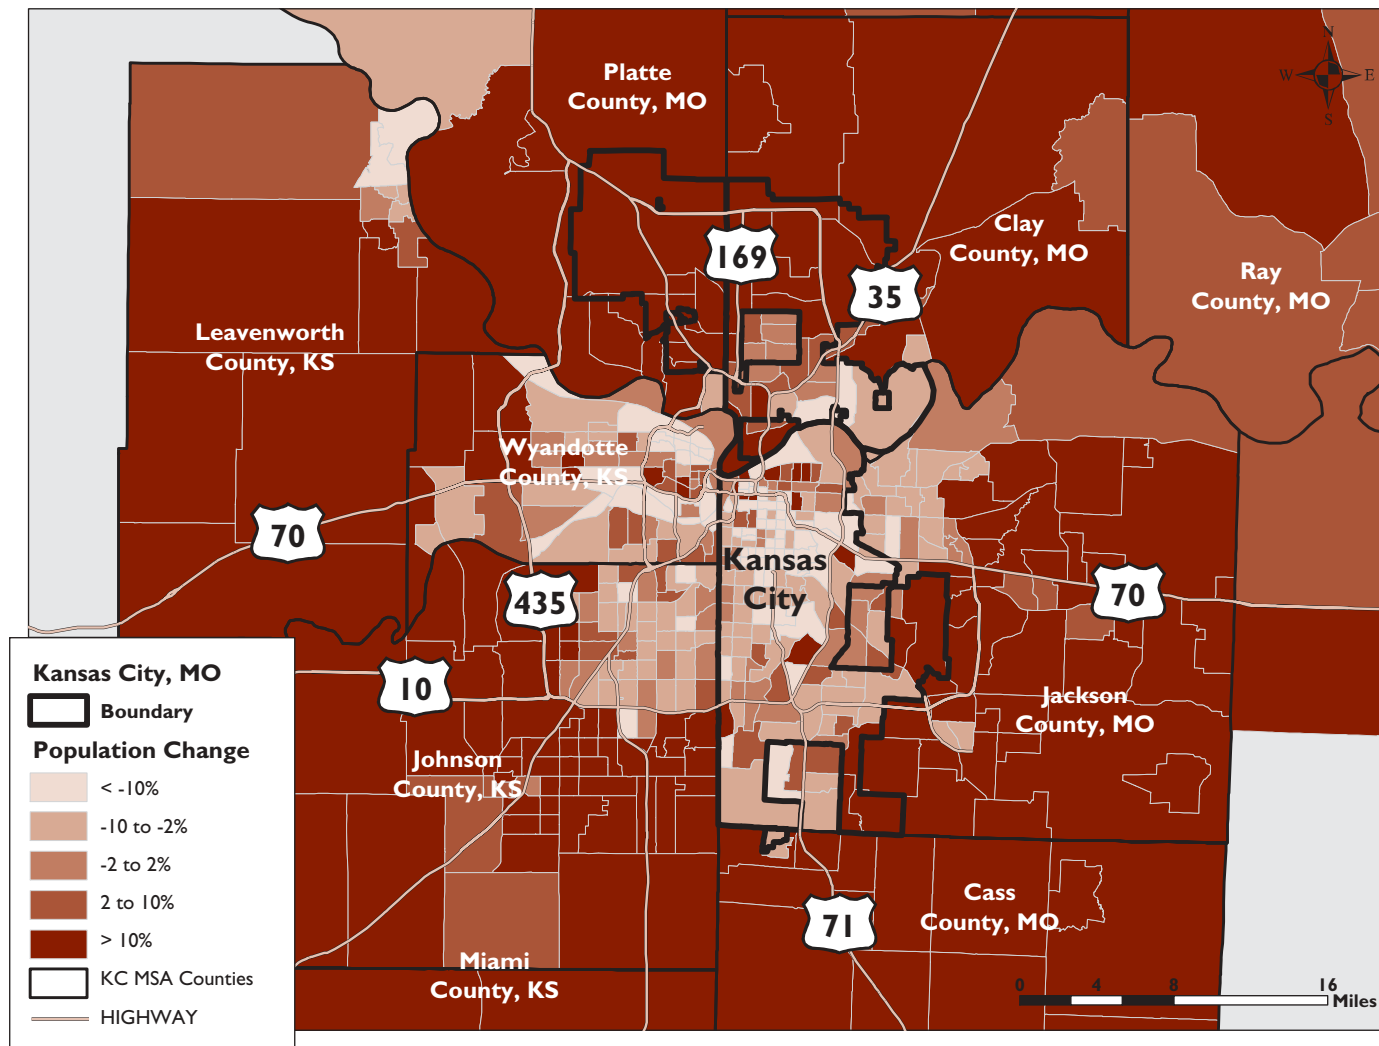 N
W E
S
Platte
County, MO
Clay
County, MO
169
35
Ray
County, MO
Leavenworth
County, KS
Wyandotte
County, KS
70
Kansas
City
435
70
10
Jackson
County, MO
Johnson
County, KS
Cass
County, MO
71
Miami
County, KS
Kansas City, MO
Boundary
Population Change
< -10%
-10 to -2%
-2 to 2%
2 to 10%
> 10%
KC MSA Counties
HIGHWAY
0 4 8 16
Miles